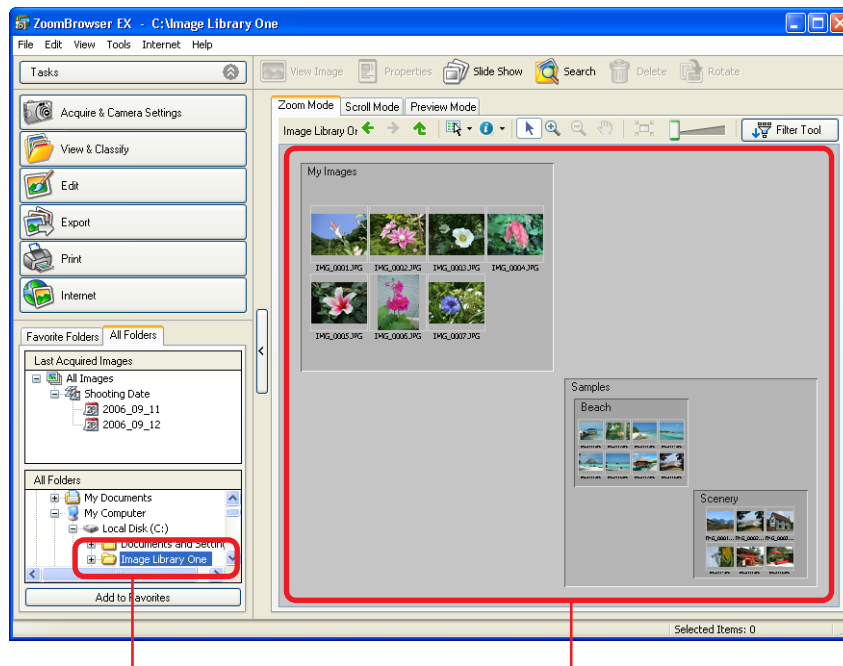 ZoomBrowser EX - C:\Image Library One
File Edit View Tools Internet Help
Tasks
View Image Properties Slide Show Search Delete Rotate
Acquire & Camera Settings
View & Classify
Edit
Export
Print
Internet
Zoom Mode Scroll Mode Preview Mode
Image Library Or
Filter Tool
My Images
IMG_0001.JPG IMG_0002.JPG IMG_0003.JPG IMG_0004.JPG
IMG_0005.JPG IMG_0006.JPG IMG_0007.JPG
Samples
Beach
Scenery
Favorite Folders All Folders
Last Acquired Images
All Images
Shooting Date
2006_09_11
2006_09_12
All Folders
My Documents
My Computer
Local Disk (C:)
Documents and Settin
Image Library One
Add to Favorites
Selected Items: 0